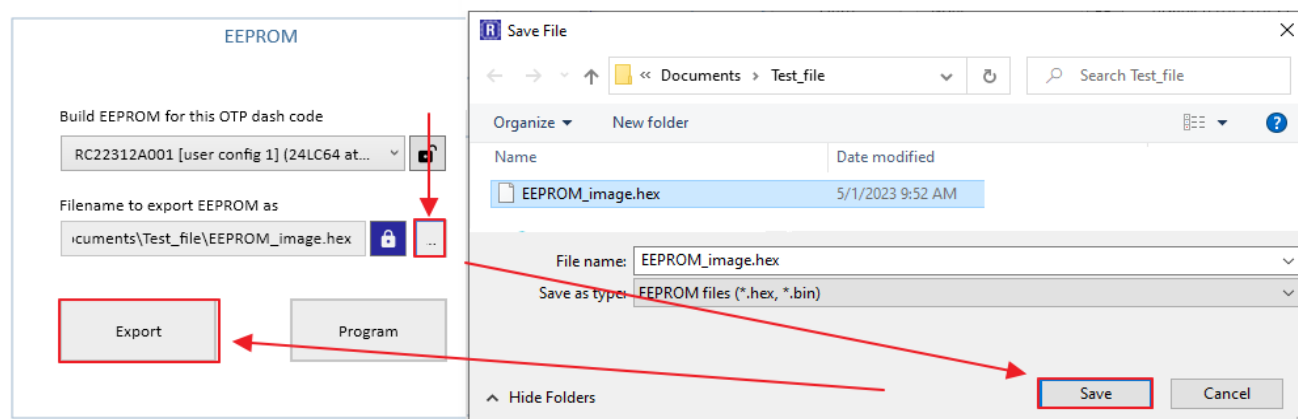 EEPROM
Build EEPROM for this OTP dash code
RC22312A001 [user config 1] (24LC64 at...
Filename to export EEPROM as
cuments\Test_file\EEPROM_image.hex
..
Export
Program
R Save File
« Documents › Test_file
Search Test_file
Organize
New folder
?
Name
Date modified
EEPROM_image.hex
5/1/2023 9:52 AM
File name: EEPROM_image.hex
Save as type: EEPROM files (*.hex, *.bin)
Hide Folders
Save
Cancel